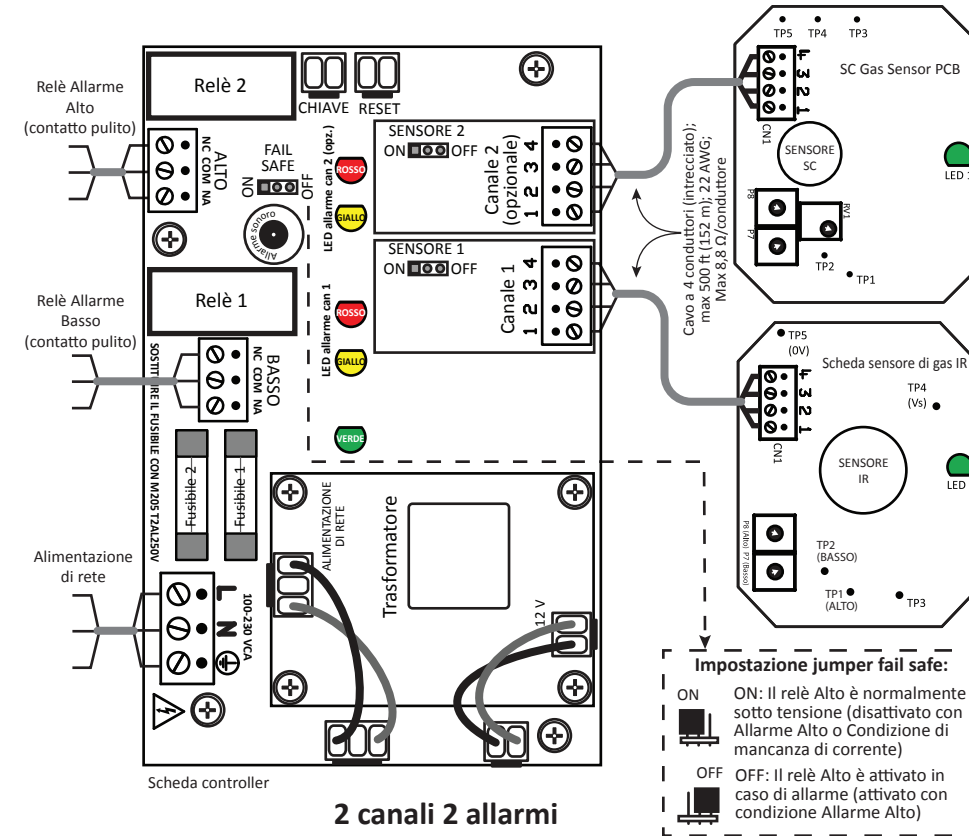 Relè Allarme
Alto
(contatto pulito)
Relè 2
CHIAVE
RESET
NC COM NA
ALTO
FAIL
SAFE
NO
OFF
Allarme sonoro
LED allarme can 2 (opz.)
ROSSO
GIALLO
SENSORE 2
ON
OFF
Canale 2
(opzionale)
1 2 3 4
SENSORE 1
ON
OFF
Canale 1
1 2 3 4
Relè Allarme
Basso
(contatto pulito)
Relè 1
NC COM NA
BASSO
LED allarme can 1
ROSSO
GIALLO
VERDE
SOSTITUIRE IL FUSIBILE CON M205 T2AL250V
Fusibile 2
Fusibile 1
Alimentazione
di rete
L
N
100-230 VCA
ALIMENTAZIONE
DI RETE
Trasformatore
12 V
Scheda controller
2 canali 2 allarmi
Cavo a 4 conduttori (intrecciato);
max 500 ft (152 m); 22 AWG;
Max 8,8 Ω/conduttore
TP5
TP4
TP3
SC Gas Sensor PCB
4
3
2
1
CN1
SENSORE
SC
LED 1
P8
P7
RV1
TP2
TP1
TP5
(0V)
Scheda sensore di gas IR
4
3
2
1
CN1
TP4
(Vs)
SENSORE
IR
LED
P8 (Alto)
P7 (Basso)
TP2
(BASSO)
TP1
(ALTO)
TP3
Impostazione jumper fail safe:
ON
ON: Il relè Alto è normalmente
sotto tensione (disattivato con
Allarme Alto o Condizione di
mancanza di corrente)
OFF
OFF: Il relè Alto è attivato in
caso di allarme (attivato con
condizione Allarme Alto)